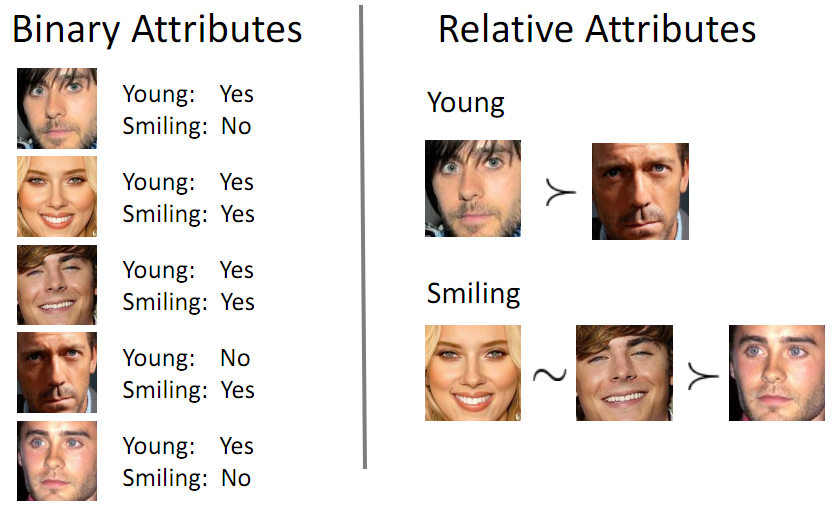 Binary Attributes
Young: Yes
Smiling: No
Young: Yes
Smiling: Yes
Young: Yes
Smiling: Yes
Young: No
Smiling: Yes
Young: Yes
Smiling: No
Relative Attributes
Young
≻
Smiling
∼ ≻